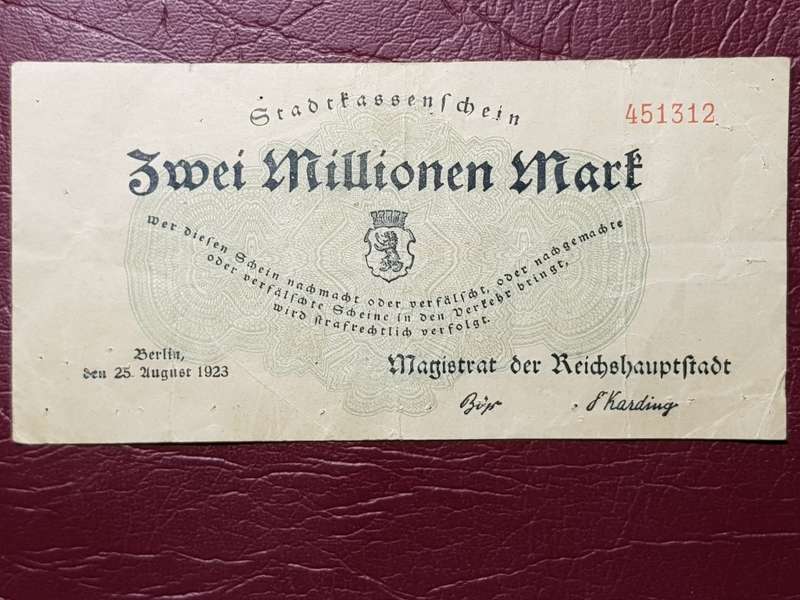 Stadtkassenschein
451312
Zwei Millionen Mark
wer diesen Schein nachmacht oder verfälscht, oder nachgemachte
oder verfälschte Scheine in den Verkehr bringt,
wird strafrechtlich verfolgt.
Berlin,
den 25. August 1923
Magistrat der Reichshauptstadt
Karding